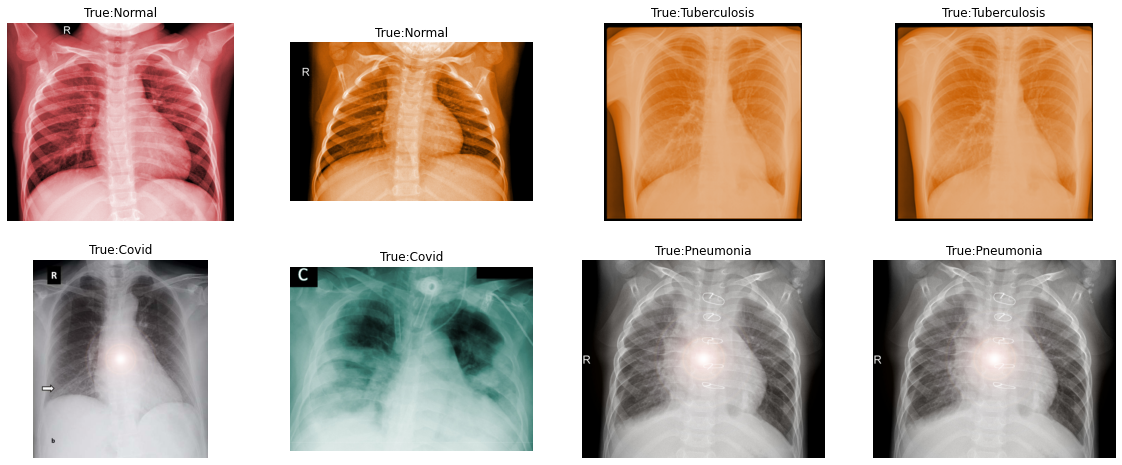 True:Normal
True:Normal
True:Tuberculosis
True:Tuberculosis
R
R
True:Covid
True:Covid
True:Pneumonia
True:Pneumonia
R
C
R
R
b